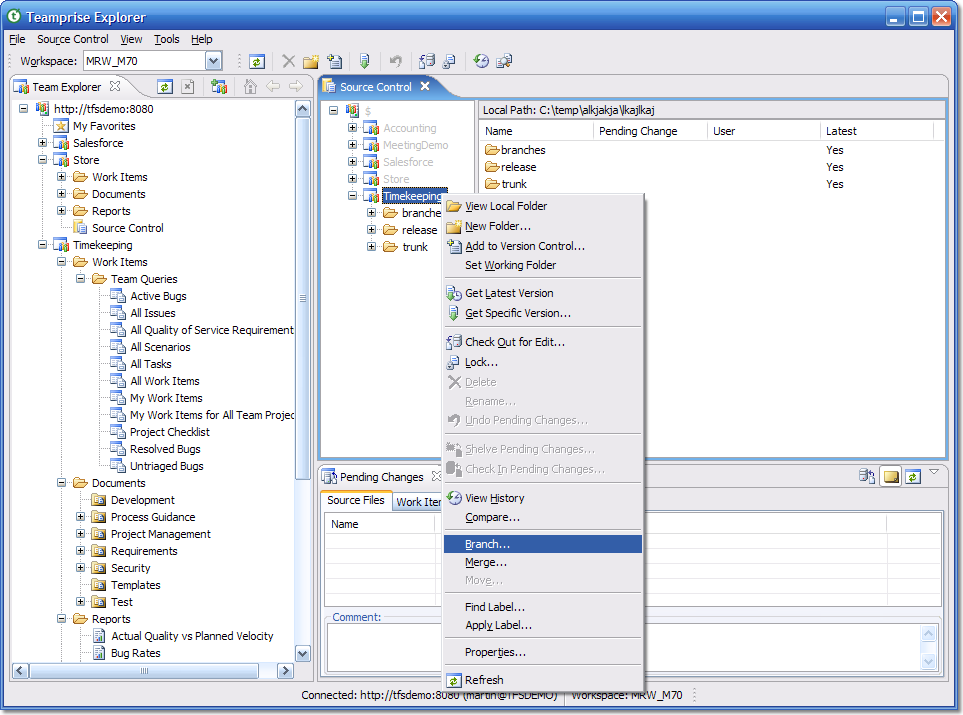 Teamprise Explorer
File Source Control View Tools Help
Workspace: MRW_M70
Team Explorer
http://tfsdemo:8080
My Favorites
Salesforce
Store
Work Items
Documents
Reports
Source Control
Timekeeping
Work Items
Team Queries
Active Bugs
All Issues
All Quality of Service Requirement
All Scenarios
All Tasks
All Work Items
My Work Items
My Work Items for All Team Projec
Project Checklist
Resolved Bugs
Untriaged Bugs
Documents
Development
Process Guidance
Project Management
Requirements
Security
Templates
Test
Reports
Actual Quality vs Planned Velocity
Bug Rates
Source Control
$
Accounting
MeetingDemo
Salesforce
Store
Timekeeping
branche
release
trunk
Local Path: C:\temp\alkjakja\lkajlkaj
Name Pending Change User Latest
branches Yes
release Yes
trunk Yes
View Local Folder
New Folder...
Add to Version Control...
Set Working Folder
Get Latest Version
Get Specific Version...
Check Out for Edit...
Lock...
Delete
Rename...
Undo Pending Changes...
Shelve Pending Changes...
Check In Pending Changes...
View History
Compare...
Branch...
Merge...
Move...
Find Label...
Apply Label...
Properties...
Refresh
Pending Changes
Source Files Work Iter
Name
Comment:
Connected: http://tfsdemo:8080 (martin@TFSDEMO) Workspace: MRW_M70